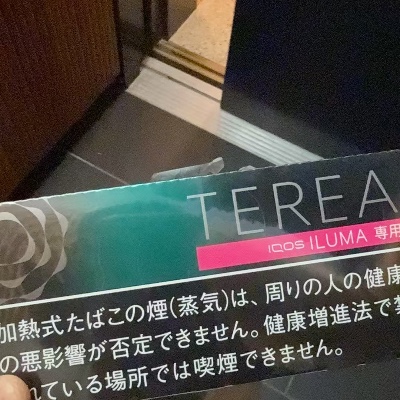 TEREA
IQOS ILUMA 専用
加熱式たばこの煙(蒸気)は、周りの人の健康
の悪影響が否定できません。健康増進法で禁
れている場所では喫煙できません。